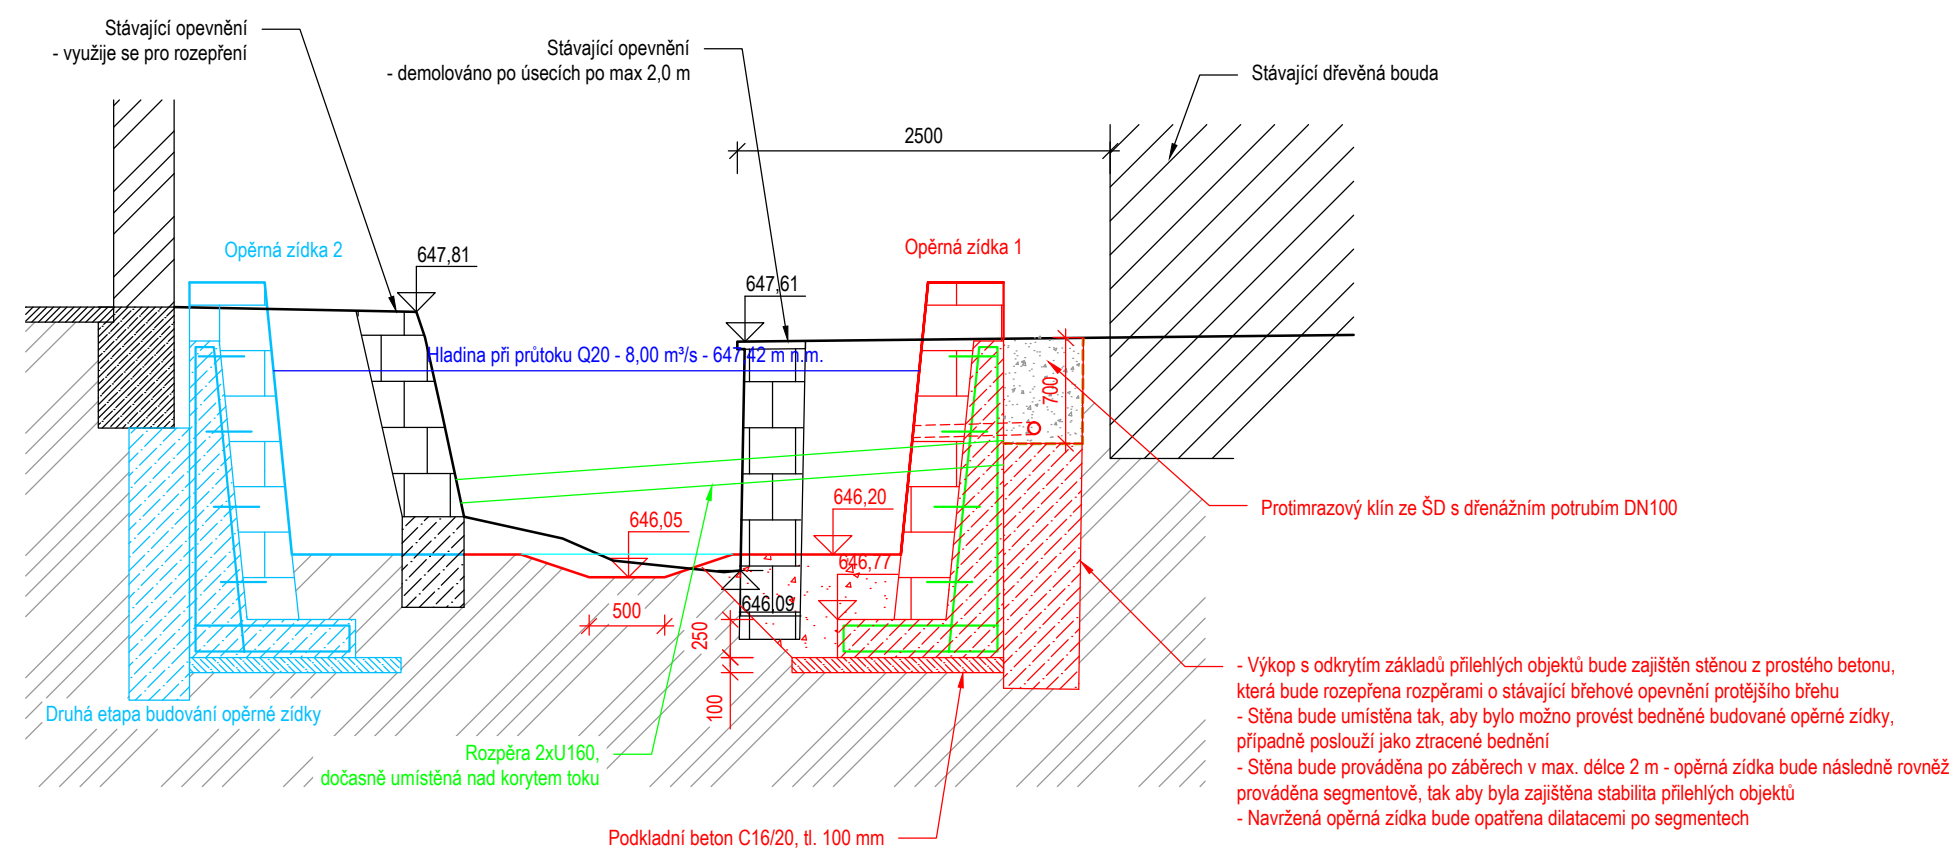 Stávající opevnění
- využije se pro rozepření
Stávající opevnění
- demolováno po úsecích po max 2,0 m
Stávající dřevěná bouda
2500
Opěrná zídka 2
647,81
Opěrná zídka 1
647,61
Hladina při průtoku Q20 - 8,00 m³/s - 647,42 m n.m.
700
646,20
646,05
Protimrazový klín ze ŠD s dřenážním potrubím DN100
646,77
500
646,09
250
100
Druhá etapa budování opěrné zídky
Rozpěra 2xU160,
dočasně umístěná nad korytem toku
- Výkop s odkrytím základů přilehlých objektů bude zajištěn stěnou z prostého betonu,
která bude rozepřena rozpěrami o stávající břehové opevnění protějšího břehu
- Stěna bude umístěna tak, aby bylo možno provést bedněné budované opěrné zídky,
případně poslouží jako ztracené bednění
- Stěna bude prováděna po záběrech v max. délce 2 m - opěrná zídka bude následně rovněž
prováděna segmentově, tak aby byla zajištěna stabilita přilehlých objektů
- Navržená opěrná zídka bude opatřena dilatacemi po segmentech
Podkladní beton C16/20, tl. 100 mm